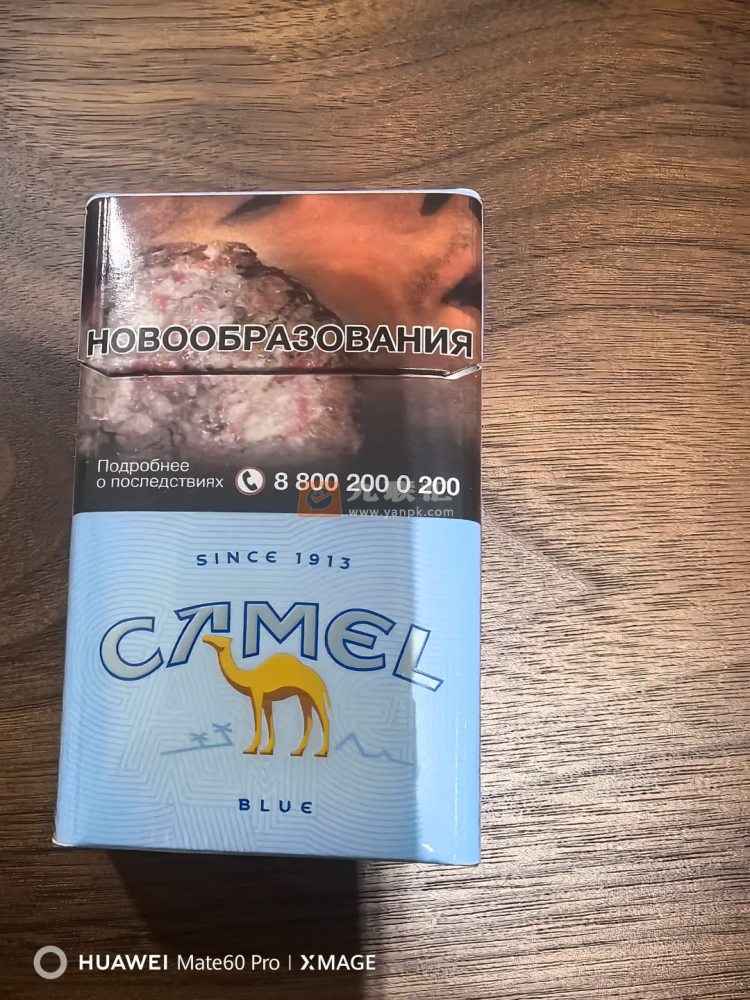 НОВООБРАЗОВАНИЯ
Подробнее
о последствиях
8 800 200 0 200
www.yanpk.com
SINCE 1913
CAMEL
BLUE
HUAWEI Mate60 Pro | XMAGE